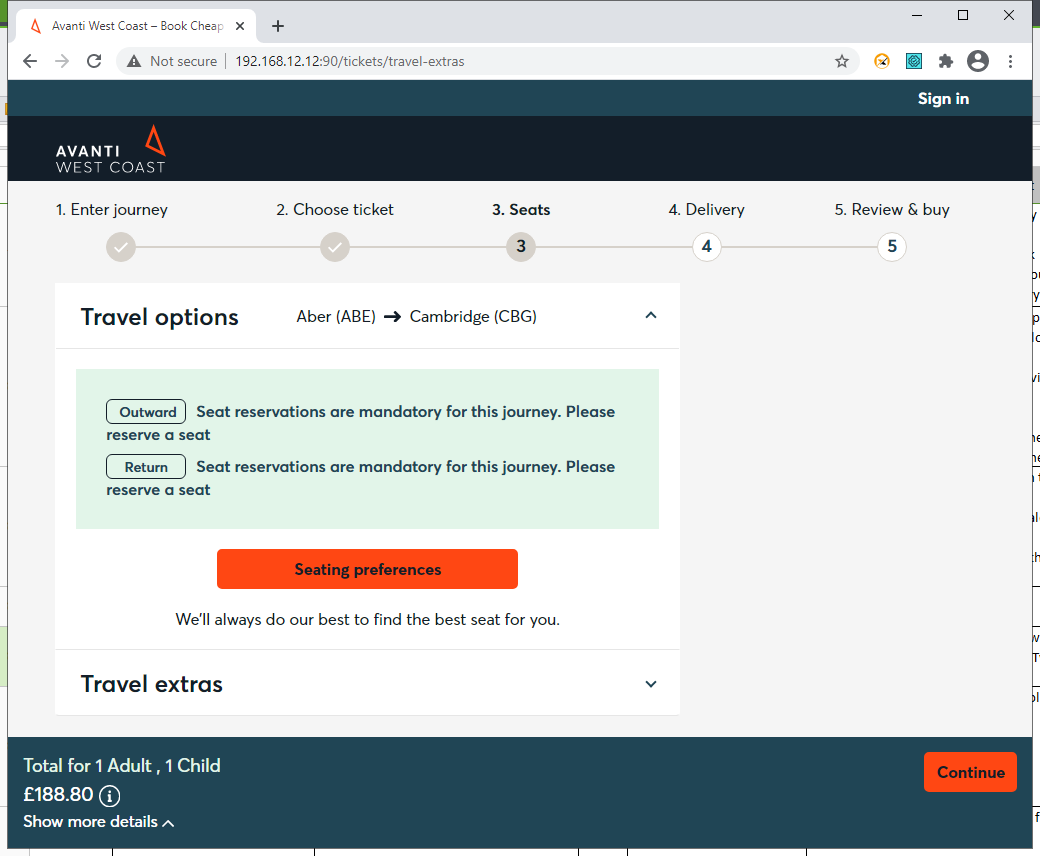 Avanti West Coast – Book Cheap
Not secure
192.168.12.12:90/tickets/travel-extras
Sign in
AVANTI
WEST COAST
1. Enter journey
2. Choose ticket
3. Seats
4. Delivery
5. Review & buy
3
4
5
Travel options
Aber (ABE) → Cambridge (CBG)
Outward Seat reservations are mandatory for this journey. Please
reserve a seat
Return Seat reservations are mandatory for this journey. Please
reserve a seat
Seating preferences
We'll always do our best to find the best seat for you.
Travel extras
Total for 1 Adult , 1 Child
£188.80
Show more details
Continue